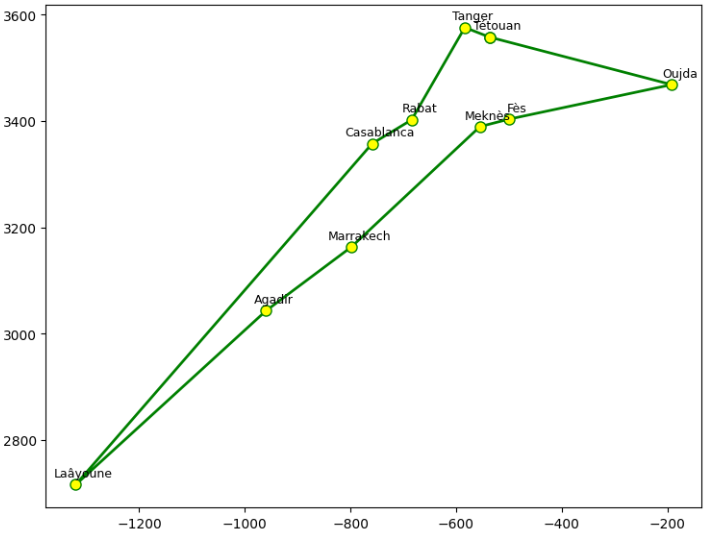 3600
3400
3200
3000
2800
−1200
−1000
−800
−600
−400
−200
Tanger
Tétouan
Oujda
Rabat
Fès
Meknès
Casablanca
Marrakech
Agadir
Laâyoune